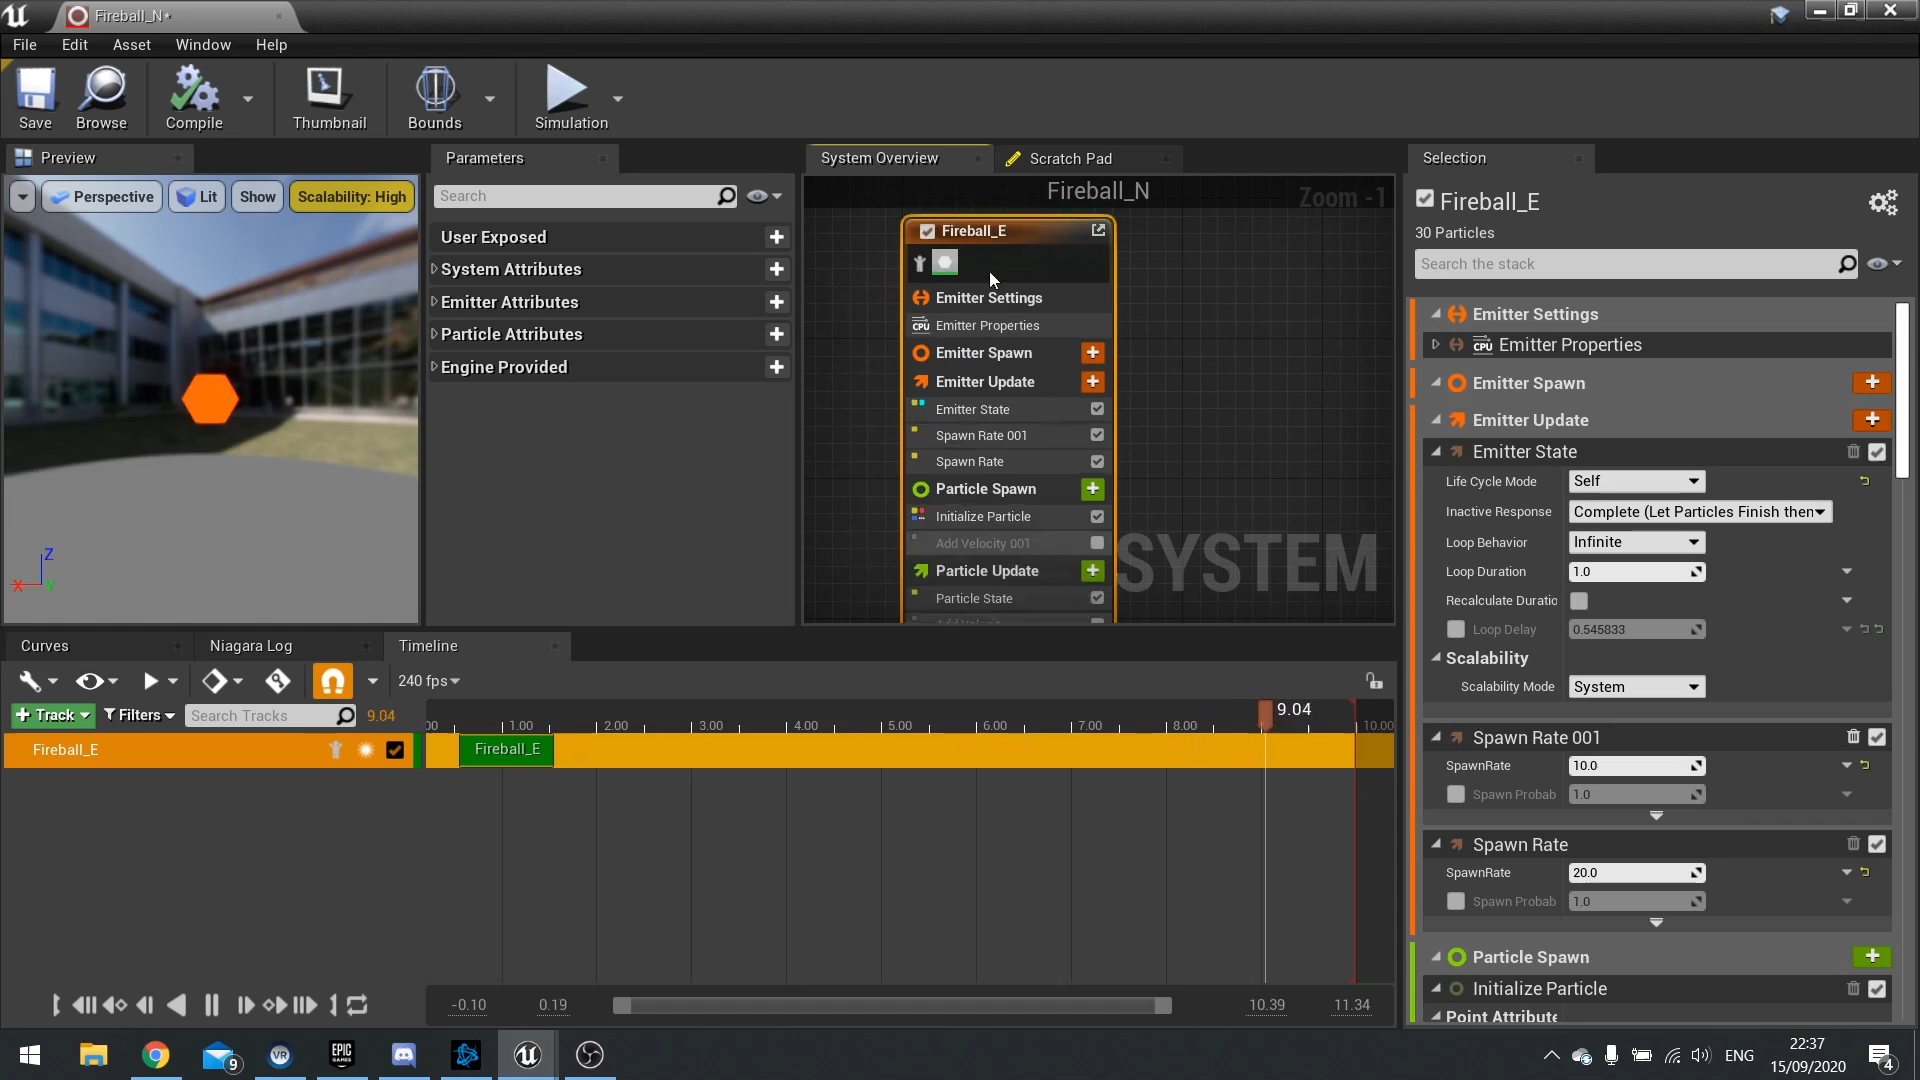 Fireball_N*
File Edit Asset Window Help
Save Browse Compile Thumbnail Bounds Simulation
Preview
Perspective Lit Show Scalability: High
Z
X Y
Parameters
Search
User Exposed
System Attributes
Emitter Attributes
Particle Attributes
Engine Provided
System Overview Scratch Pad
Fireball_N
Zoom -1
Fireball_E
Emitter Settings
CPU Emitter Properties
Emitter Spawn
Emitter Update
Emitter State
Spawn Rate 001
Spawn Rate
Particle Spawn
Initialize Particle
Add Velocity 001
Particle Update
Particle State
SYSTEM
Selection
Fireball_E
30 Particles
Search the stack
Emitter Settings
CPU Emitter Properties
Emitter Spawn
Emitter Update
Emitter State
Life Cycle Mode Self
Inactive Response Complete (Let Particles Finish then
Loop Behavior Infinite
Loop Duration 1.0
Recalculate Duratio
Loop Delay 0.545833
Scalability
Scalability Mode System
Spawn Rate 001
SpawnRate 10.0
Spawn Probab 1.0
Spawn Rate
SpawnRate 20.0
Spawn Probab 1.0
Particle Spawn
Initialize Particle
Point Attribute
Curves Niagara Log Timeline
240 fps
Track Filters Search Tracks 9.04
00 1.00 2.00 3.00 4.00 5.00 6.00 7.00 8.00 9.04 10.00
Fireball_E Fireball_E
-0.10 0.19 10.39 11.34
9 VR EPIC GAMES ENG 22:37
15/09/2020 4